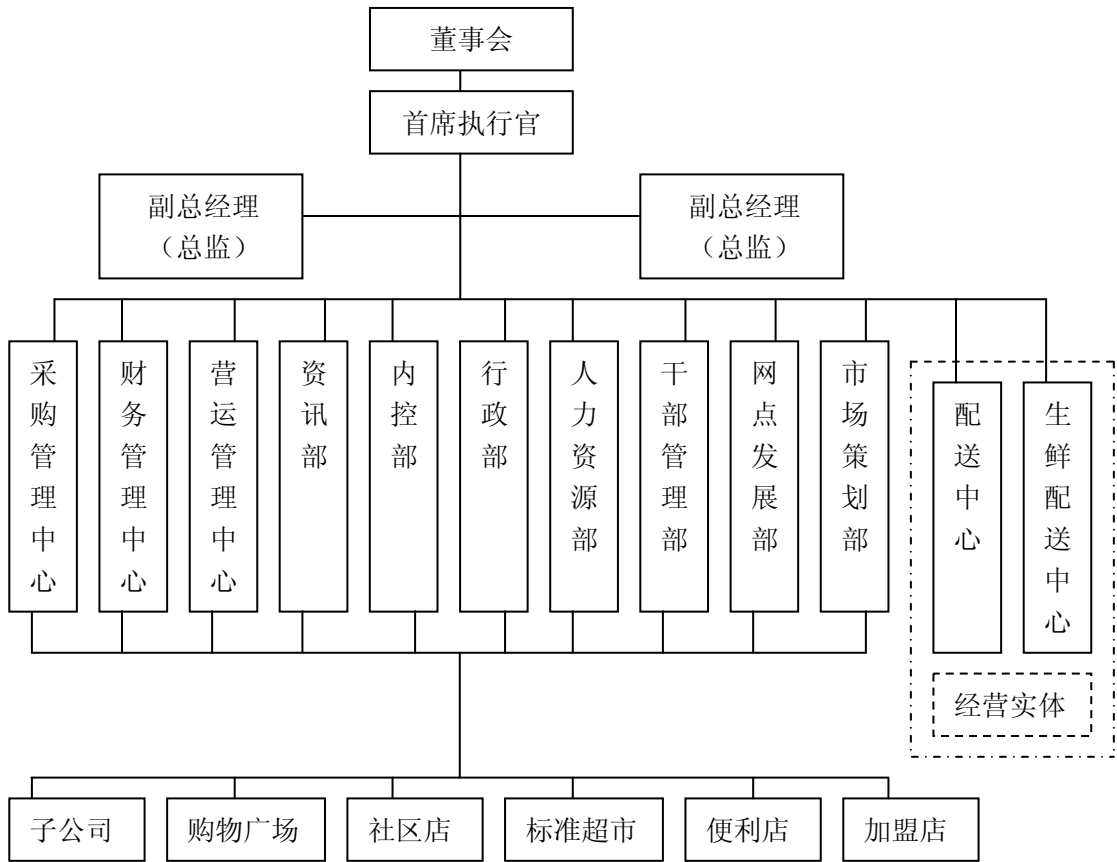 董事会
首席执行官
副总经理
（总监）
副总经理
（总监）
采购管理中心
财务管理中心
营运管理中心
资讯部
内控部
行政部
人力资源部
干部管理部
网点发展部
市场策划部
配送中心
生鲜配送中心
经营实体
子公司
购物广场
社区店
标准超市
便利店
加盟店